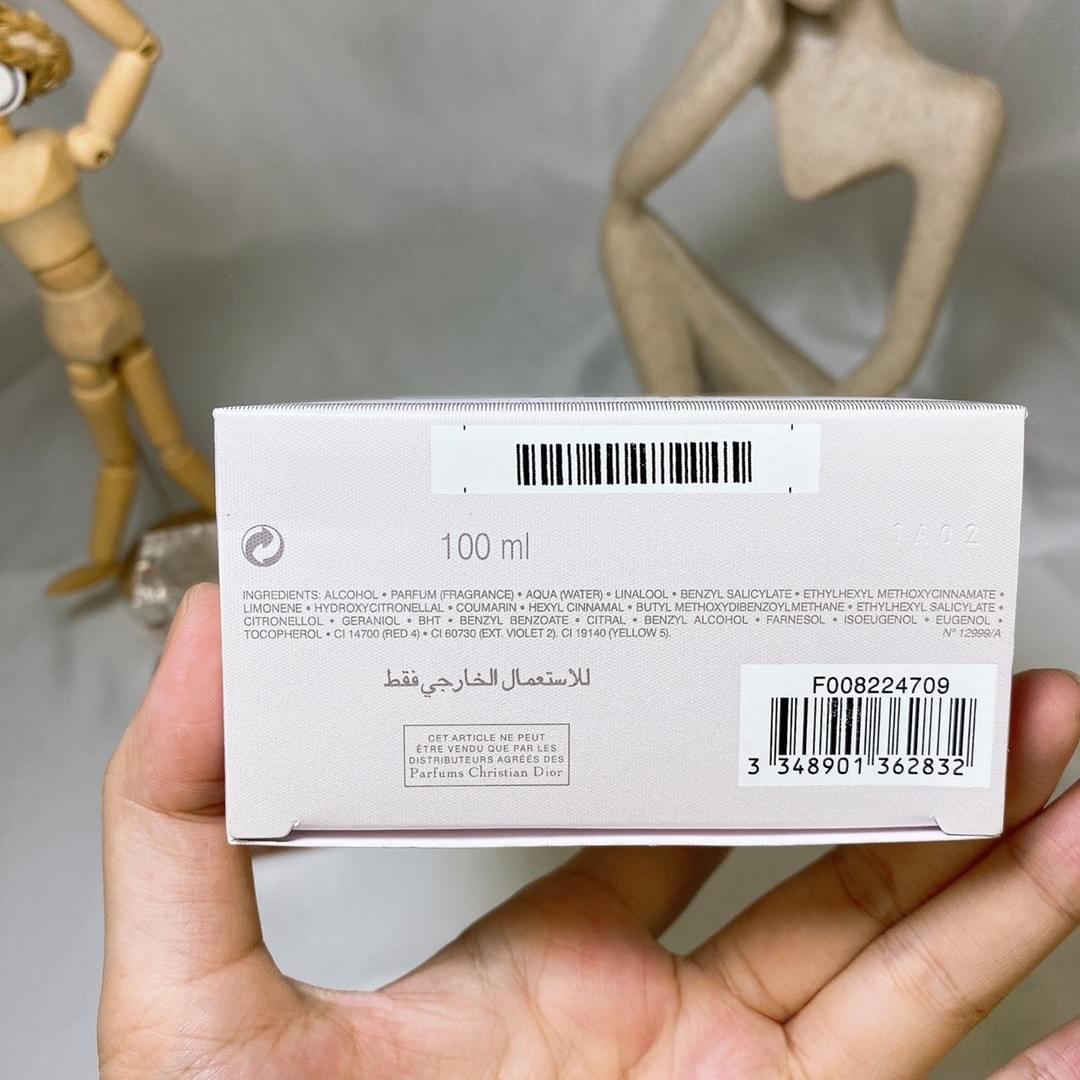 1A02
100 ml
INGREDIENTS: ALCOHOL • PARFUM (FRAGRANCE) • AQUA (WATER) • LINALOOL • BENZYL SALICYLATE • ETHYLHEXYL METHOXYCINNAMATE •
LIMONENE • HYDROXYCITRONELLAL • COUMARIN • HEXYL CINNAMAL • BUTYL METHOXYDIBENZOYLMETHANE • ETHYLHEXYL SALICYLATE •
CITRONELLOL • GERANIOL • BHT • BENZYL BENZOATE • CITRAL • BENZYL ALCOHOL • FARNESOL • ISOEUGENOL • EUGENOL •
TOCOPHEROL • CI 14700 (RED 4) • CI 60730 (EXT. VIOLET 2). CI 19140 (YELLOW 5). N° 12999/A
للاستعمال الخارجي فقط
CET ARTICLE NE PEUT
ÊTRE VENDU QUE PAR LES
DISTRIBUTEURS AGRÉÉS DES
Parfums Christian Dior
F008224709
3 348901 362832